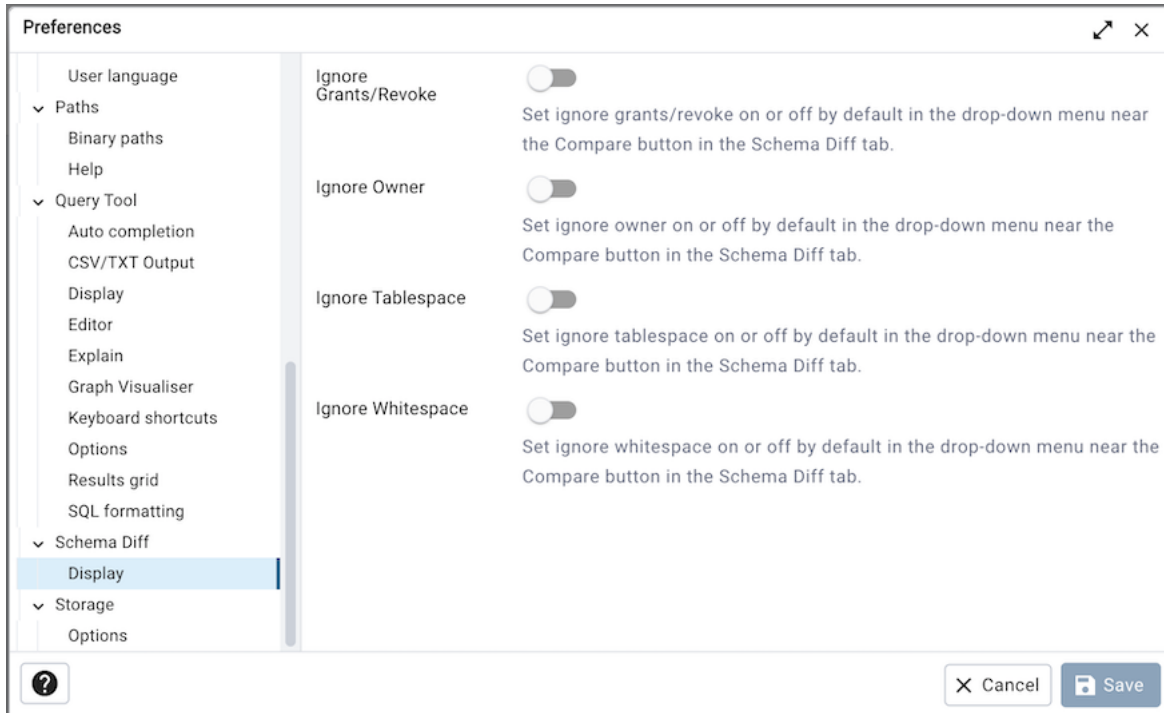 Preferences
User language
Paths
Binary paths
Help
Query Tool
Auto completion
CSV/TXT Output
Display
Editor
Explain
Graph Visualiser
Keyboard shortcuts
Options
Results grid
SQL formatting
Schema Diff
Display
Storage
Options
Ignore
Grants/Revoke
Set ignore grants/revoke on or off by default in the drop-down menu near
the Compare button in the Schema Diff tab.
Ignore Owner
Set ignore owner on or off by default in the drop-down menu near the
Compare button in the Schema Diff tab.
Ignore Tablespace
Set ignore tablespace on or off by default in the drop-down menu near the
Compare button in the Schema Diff tab.
Ignore Whitespace
Set ignore whitespace on or off by default in the drop-down menu near the
Compare button in the Schema Diff tab.
Cancel
Save